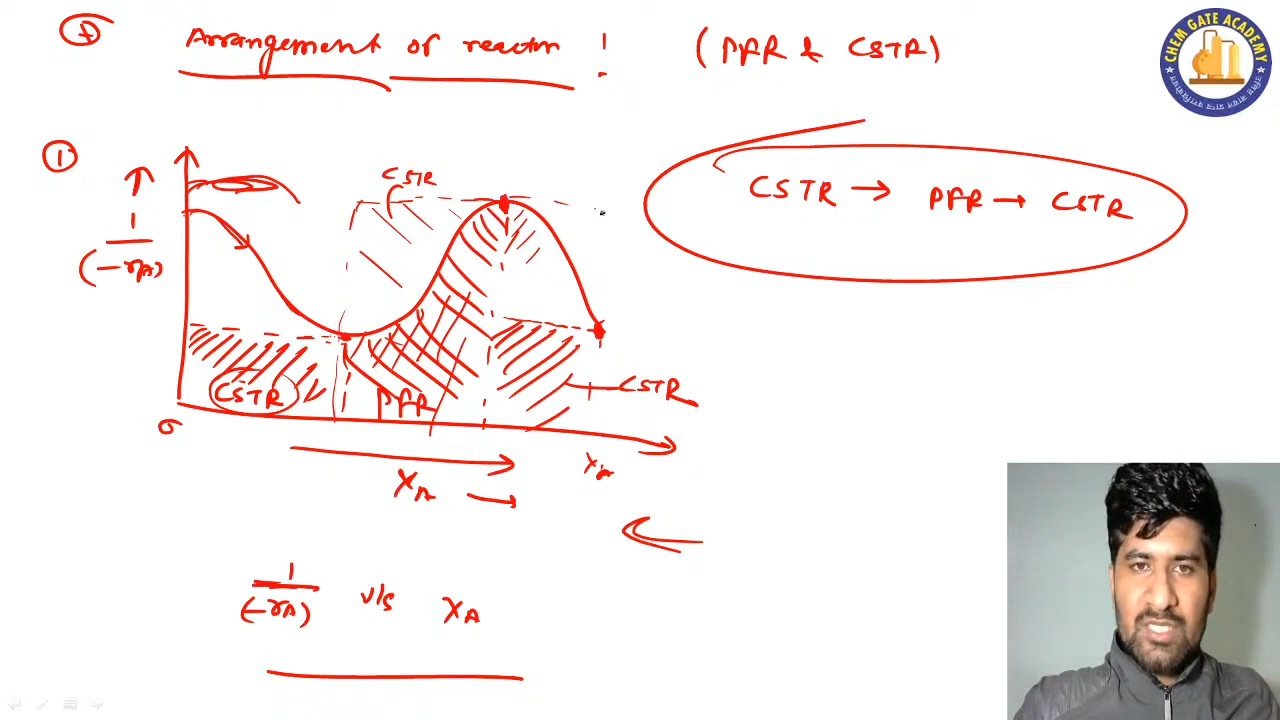 Arrangement of reactor !
(PFR & CSTR)
CHEM GATE ACADEMY
①
1
(-rA)
CSTR
CSTR → PFR → CSTR
CSTR
PFR
CSTR
0
XA
XA →
1
(-rA) v/s XA